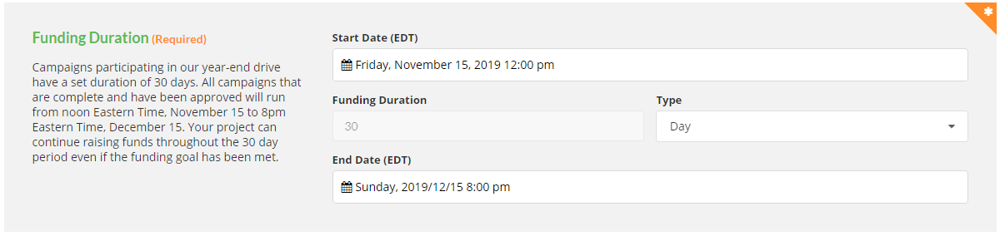 Funding Duration (Required)
Campaigns participating in our year-end drive
have a set duration of 30 days. All campaigns that
are complete and have been approved will run
from noon Eastern Time, November 15 to 8pm
Eastern Time, December 15. Your project can
continue raising funds throughout the 30 day
period even if the funding goal has been met.
Start Date (EDT)
Friday, November 15, 2019 12:00 pm
Funding Duration
30
Type
Day
End Date (EDT)
Sunday, 2019/12/15 8:00 pm